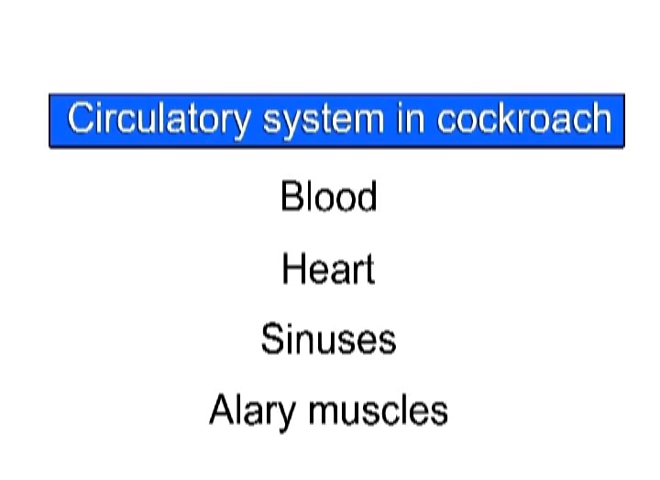 Circulatory system in cockroach
Blood
Heart
Sinuses
Alary muscles